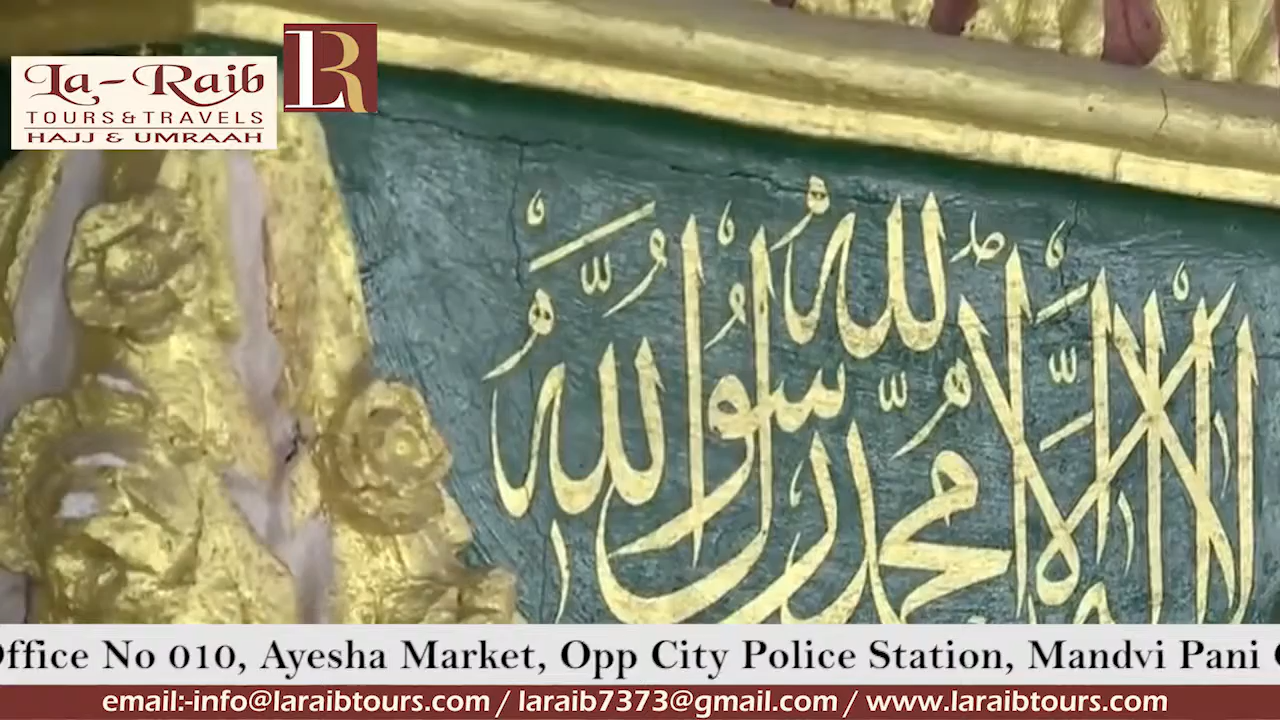 La-Raib
TOURS & TRAVELS
HAJJ & UMRAAH
LR
لا إله إلا الله محمد رسول الله
Office No 010, Ayesha Market, Opp City Police Station, Mandvi Pani
email:-info@laraibtours.com / laraib7373@gmail.com / www.laraibtours.com